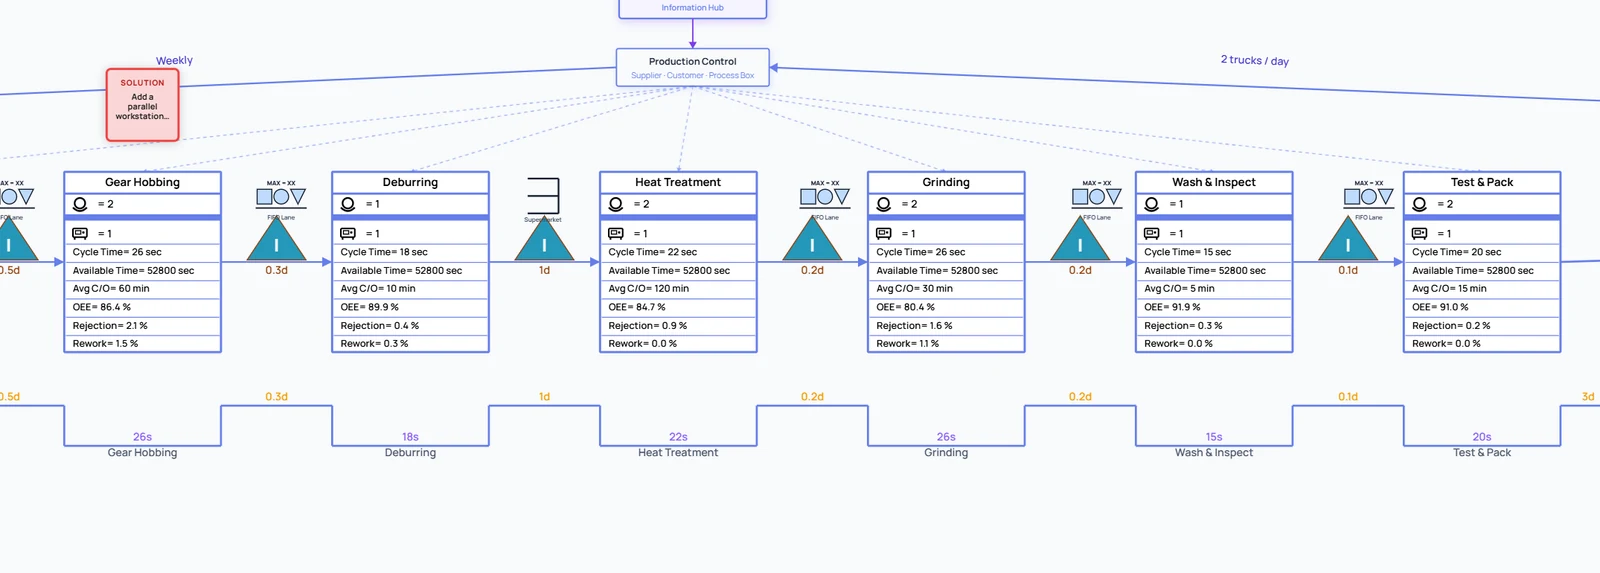 Information Hub
Production Control
Supplier · Customer · Process Box
Weekly
2 trucks / day
SOLUTION
Add a
parallel
workstation...
MAX = XX
FIFO Lane
I
0.5d
Gear Hobbing
= 2
= 1
Cycle Time= 26 sec
Available Time= 52800 sec
Avg C/O= 60 min
OEE= 86.4 %
Rejection= 2.1 %
Rework= 1.5 %
MAX = XX
FIFO Lane
I
0.3d
Deburring
= 1
= 1
Cycle Time= 18 sec
Available Time= 52800 sec
Avg C/O= 10 min
OEE= 89.9 %
Rejection= 0.4 %
Rework= 0.3 %
Supermarket
I
1d
Heat Treatment
= 2
= 1
Cycle Time= 22 sec
Available Time= 52800 sec
Avg C/O= 120 min
OEE= 84.7 %
Rejection= 0.9 %
Rework= 0.0 %
MAX = XX
FIFO Lane
I
0.2d
Grinding
= 2
= 1
Cycle Time= 26 sec
Available Time= 52800 sec
Avg C/O= 30 min
OEE= 80.4 %
Rejection= 1.6 %
Rework= 1.1 %
MAX = XX
FIFO Lane
I
0.2d
Wash & Inspect
= 1
= 1
Cycle Time= 15 sec
Available Time= 52800 sec
Avg C/O= 5 min
OEE= 91.9 %
Rejection= 0.3 %
Rework= 0.0 %
MAX = XX
FIFO Lane
I
0.1d
Test & Pack
= 2
= 1
Cycle Time= 20 sec
Available Time= 52800 sec
Avg C/O= 15 min
OEE= 91.0 %
Rejection= 0.2 %
Rework= 0.0 %
0.5d
0.3d
1d
0.2d
0.2d
0.1d
3d
26s
18s
22s
26s
15s
20s
Gear Hobbing
Deburring
Heat Treatment
Grinding
Wash & Inspect
Test & Pack